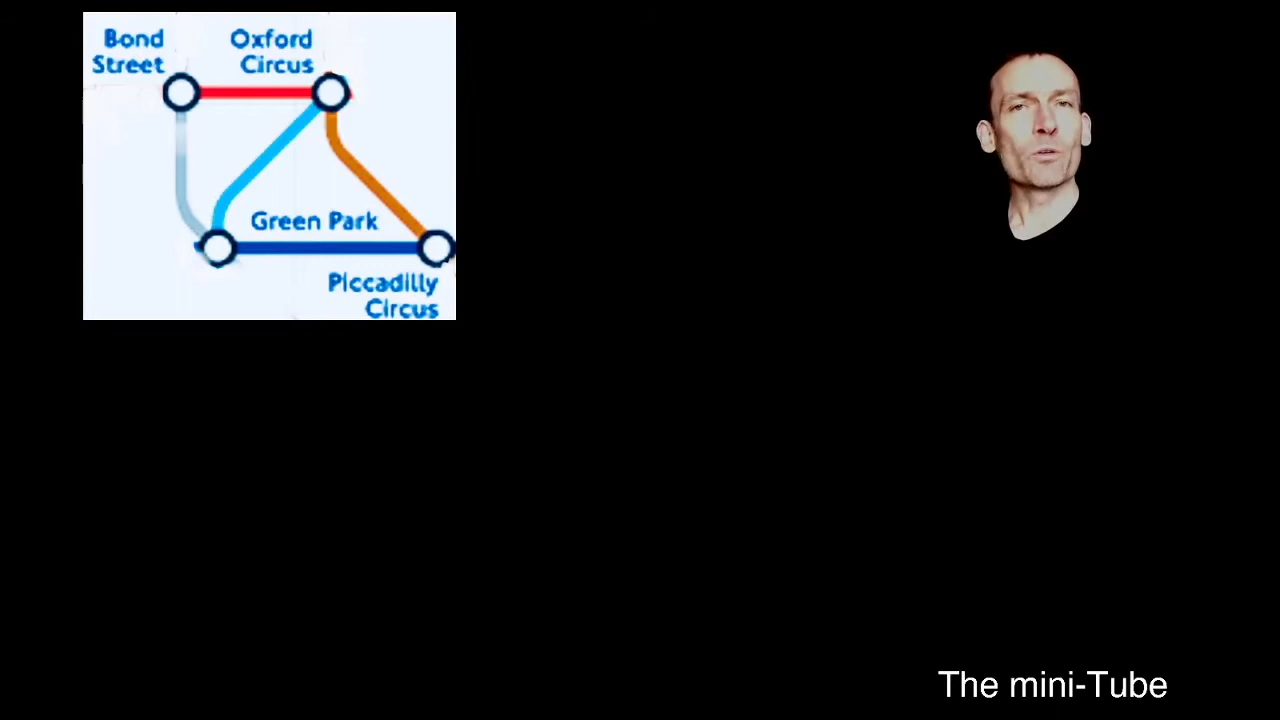 Bond
Street
Oxford
Circus
Green Park
Piccadilly
Circus
The mini-Tube